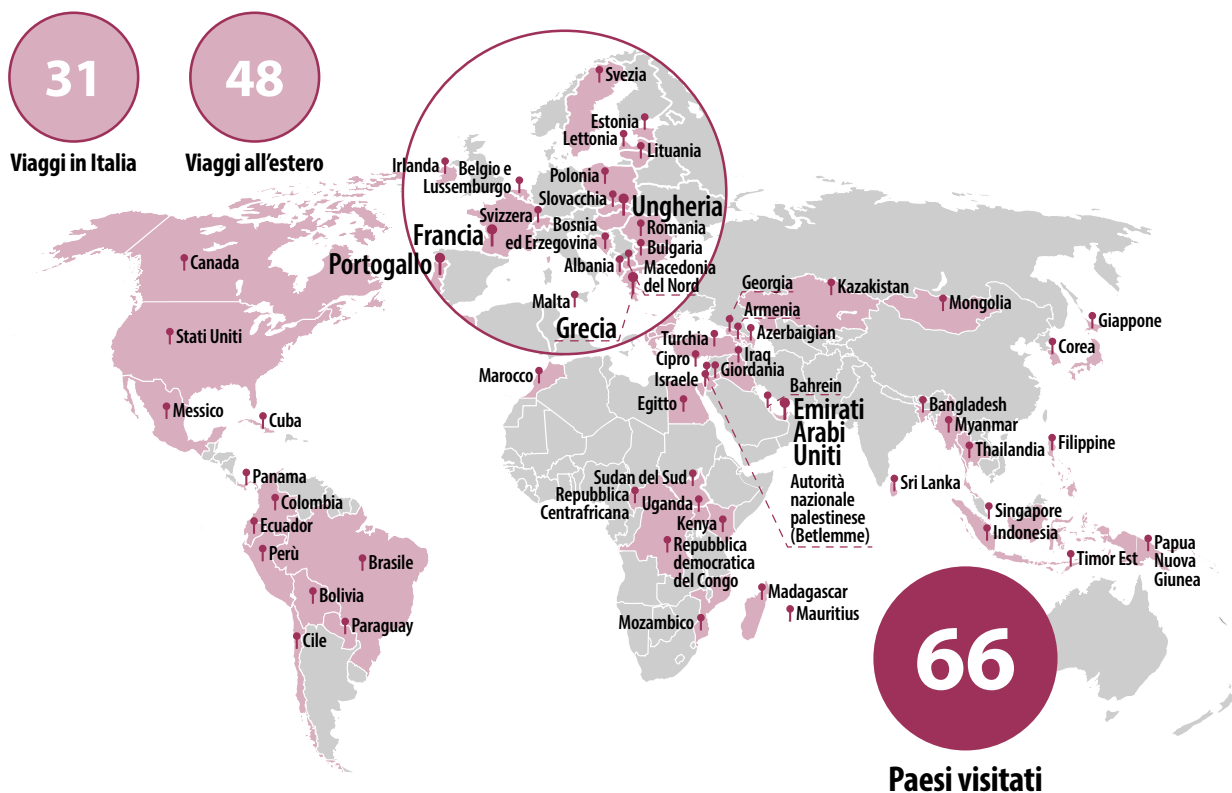 31
Viaggi in Italia
48
Viaggi all'estero
Svezia
Estonia
Lettonia
Lituania
Irlanda
Belgio e
Lussemburgo
Polonia
Slovacchia
Ungheria
Svizzera
Romania
Francia
Bosnia
ed Erzegovina
Bulgaria
Portogallo
Albania
Macedonia
del Nord
Malta
Grecia
Canada
Stati Uniti
Messico
Cuba
Panama
Colombia
Ecuador
Perù
Brasile
Bolivia
Paraguay
Cile
Georgia
Armenia
Azerbaigian
Kazakistan
Mongolia
Giappone
Corea
Turchia
Cipro
Iraq
Giordania
Israele
Marocco
Egitto
Bahrein
Emirati
Arabi
Uniti
Autorità
nazionale
palestinese
(Betlemme)
Bangladesh
Myanmar
Thailandia
Filippine
Sri Lanka
Singapore
Indonesia
Timor Est
Papua
Nuova
Giunea
Sudan del Sud
Repubblica
Centrafricana
Uganda
Kenya
Repubblica
democratica
del Congo
Madagascar
Mauritius
Mozambico
66
Paesi visitati